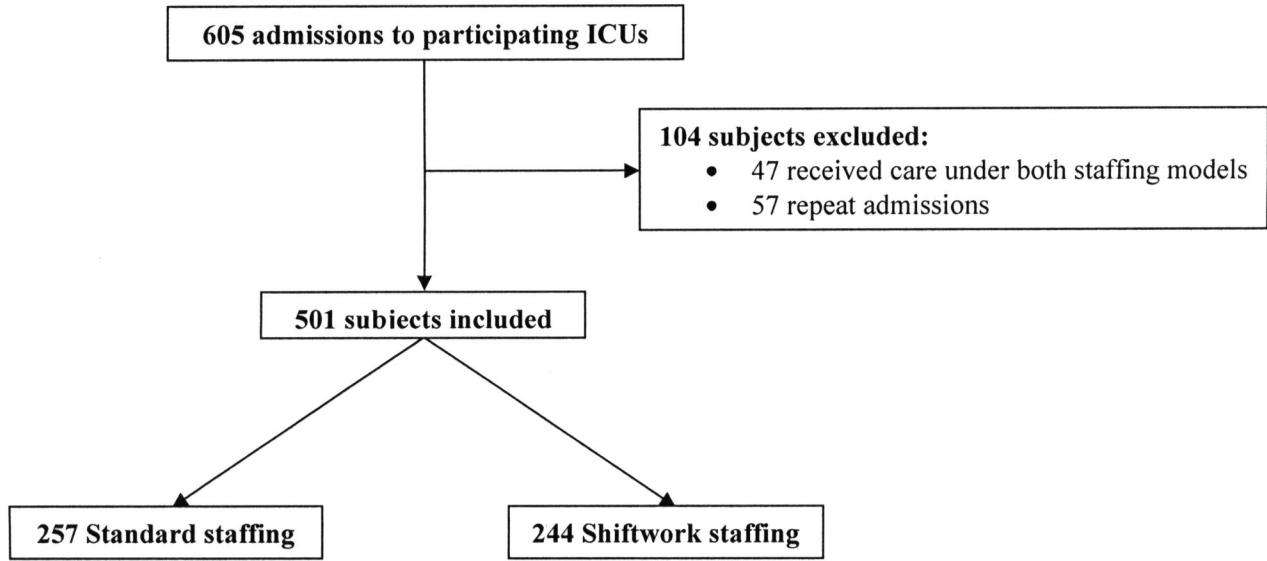 605 admissions to participating ICUs
104 subjects excluded:
• 47 received care under both staffing models
• 57 repeat admissions
501 subjects included
257 Standard staffing
244 Shiftwork staffing